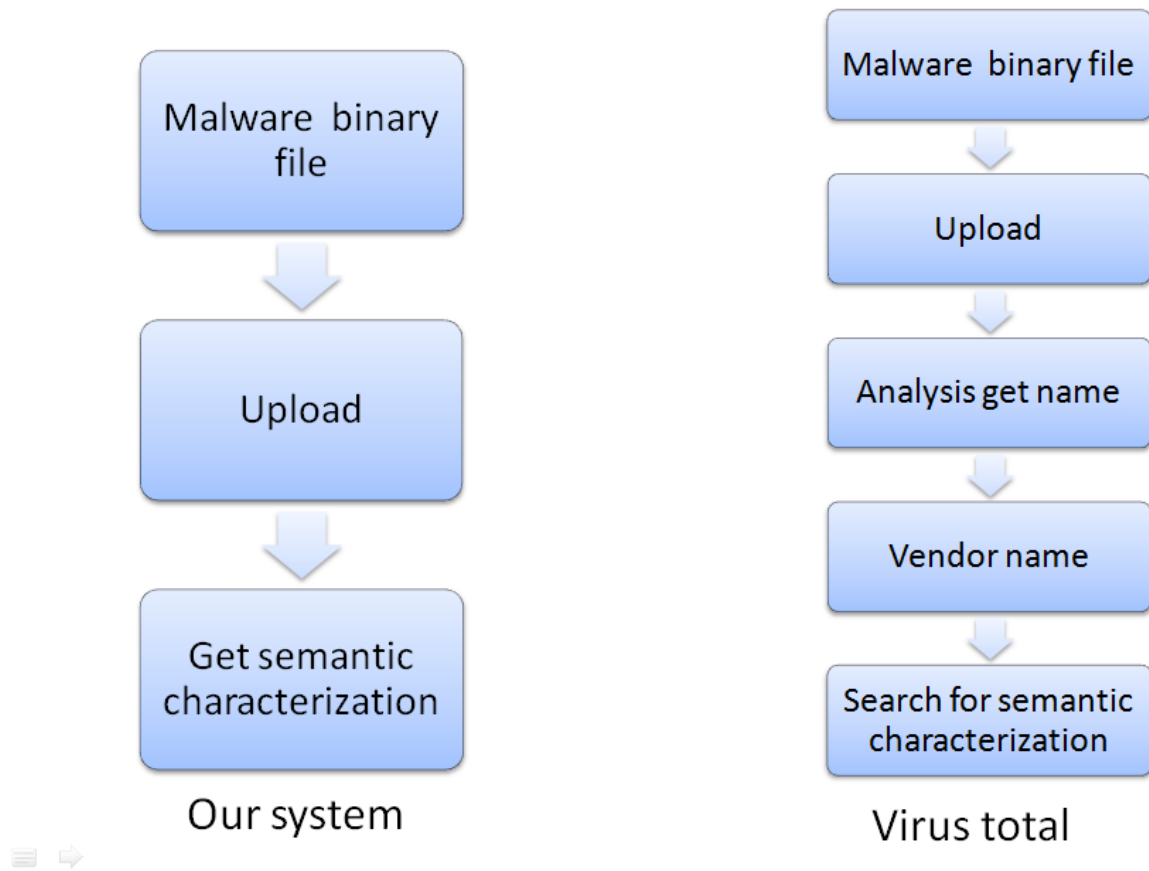 Malware binary
file
Upload
Get semantic
characterization
Our system
Malware binary file
Upload
Analysis get name
Vendor name
Search for semantic
characterization
Virus total